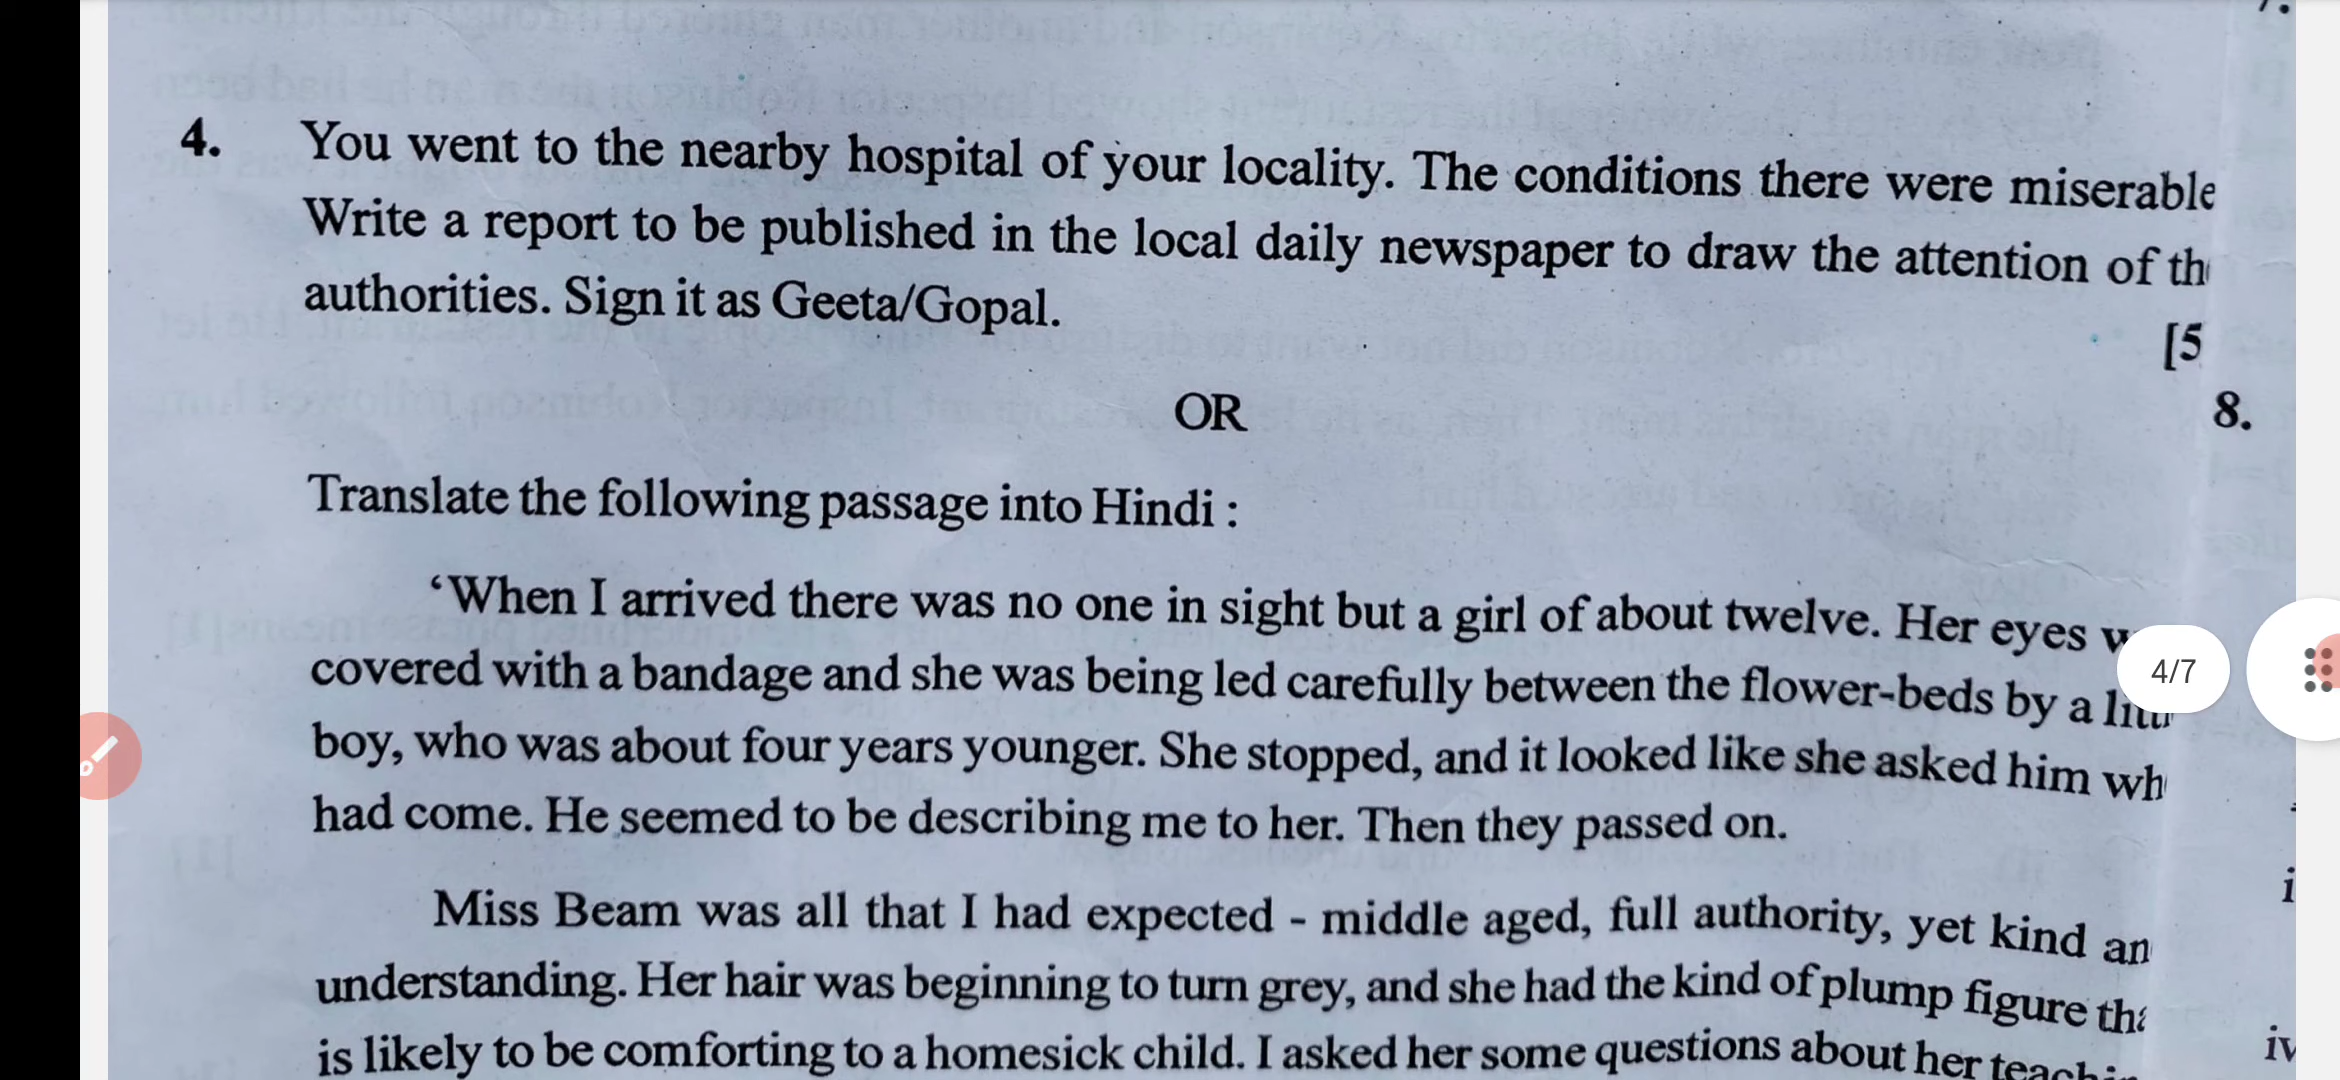 4. You went to the nearby hospital of your locality. The conditions there were miserable
Write a report to be published in the local daily newspaper to draw the attention of
authorities. Sign it as Geeta/Gopal.
[5
OR
8.
Translate the following passage into Hindi :
‘When I arrived there was no one in sight but a girl of about twelve. Her eyes
covered with a bandage and she was being led carefully between the flower-beds by a
4/7
boy, who was about four years younger. She stopped, and it looked like she asked him
had come. He seemed to be describing me to her. Then they passed on.
i
Miss Beam was all that I had expected - middle aged, full authority, yet kind
understanding. Her hair was beginning to turn grey, and she had the kind of plump figure
is likely to be comforting to a homesick child. I asked her some questions about her
iv